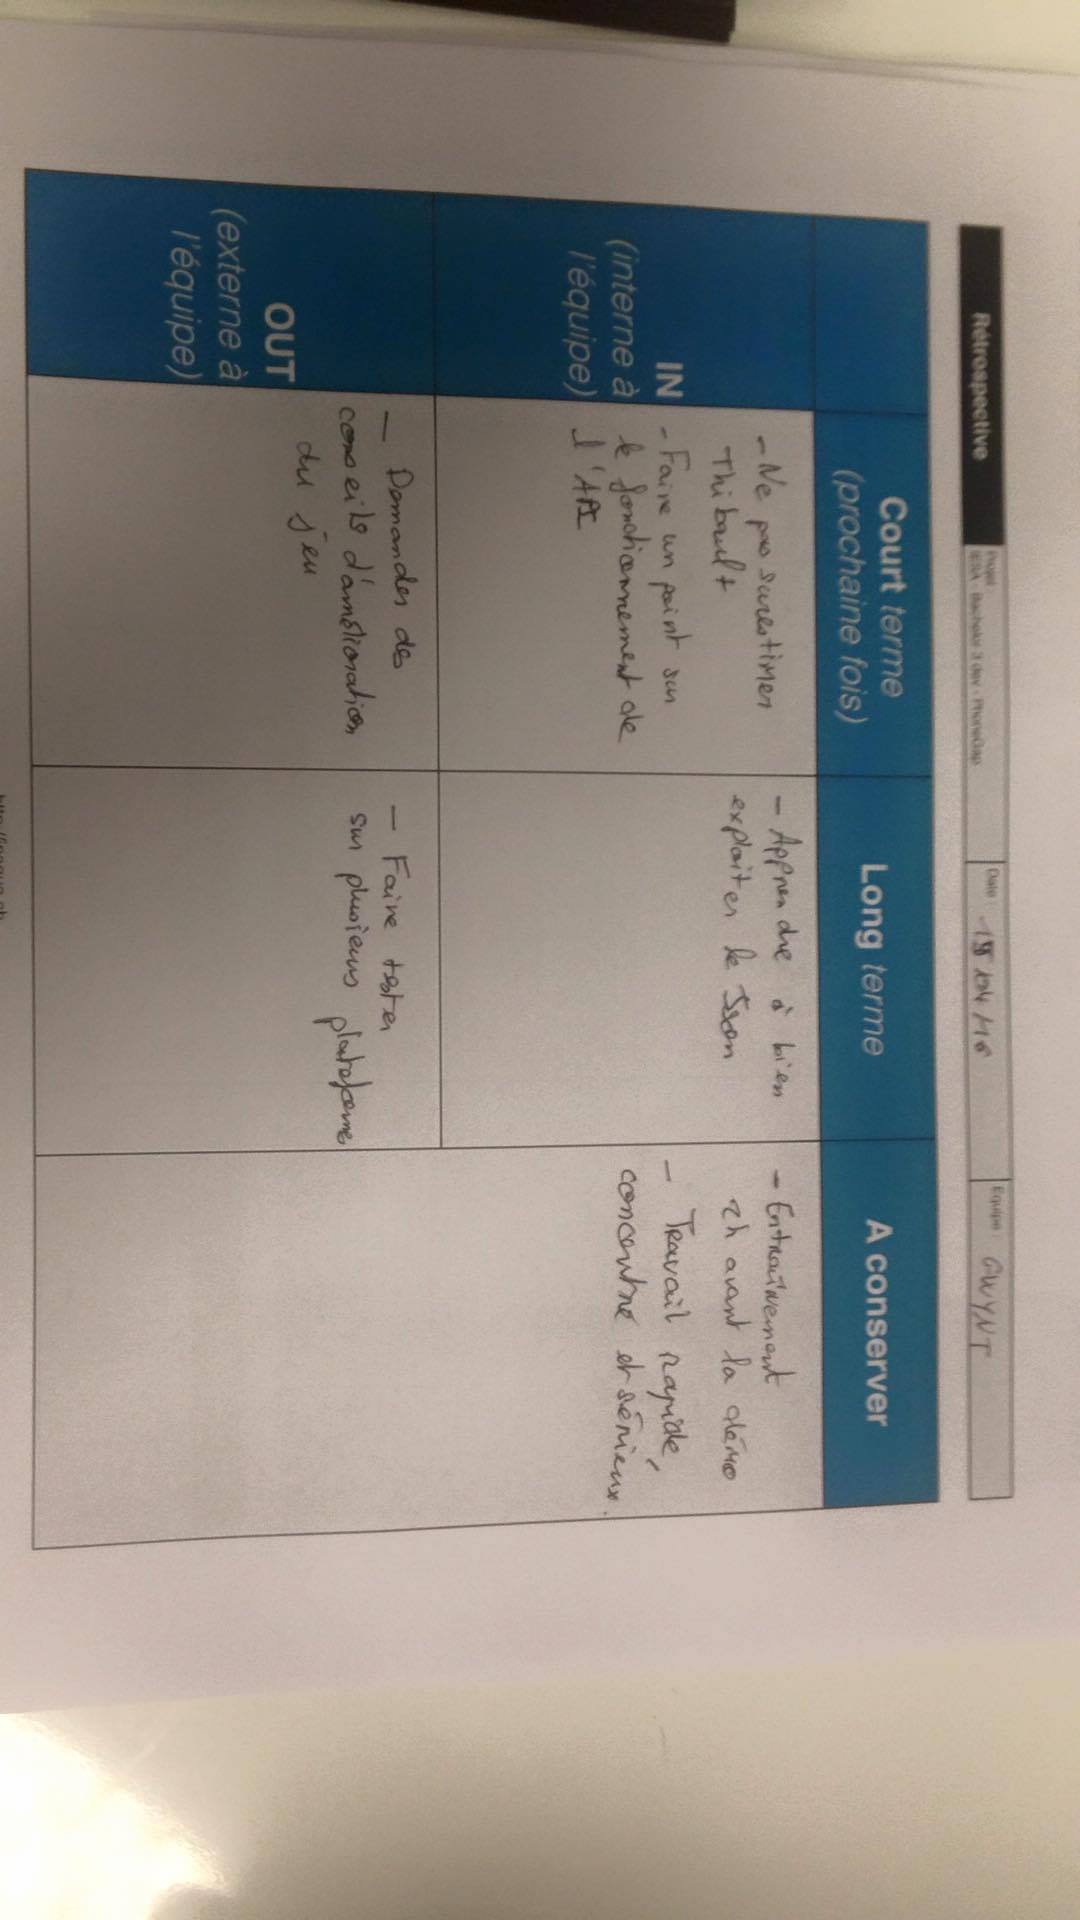 Rétrospective
Projet :
IESA - Bachelor 3 dev - PhoneGap
Date :
/04/16
Equipe :
GWYNT
Court terme
(prochaine fois)
Long terme
A conserver
IN
(interne à
l'équipe)
- Ne pas surestimer
Thibault
- Faire un point sur
le fonctionnement de
l'API
- Apprendre à bien
exploiter le Json
- Entraînement
2h avant la démo
- Travail rapide,
concentré et sérieux.
OUT
(externe à
l'équipe)
- Demander des
conseils d'amélioration
du jeu
- Faire tester
sur plusieurs plateforme